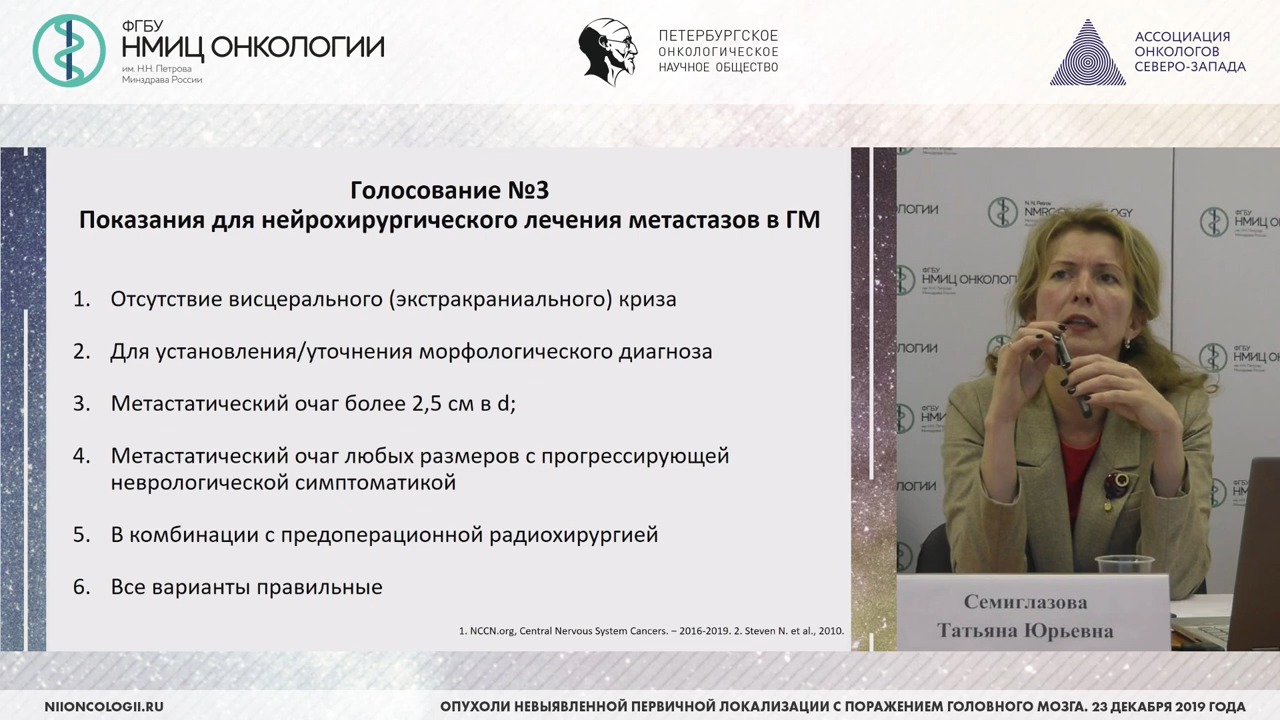 ФГБУ
НМИЦ ОНКОЛОГИИ
им. Н.Н. Петрова
Минздрава России
ПЕТЕРБУРГСКОЕ
ОНКОЛОГИЧЕСКОЕ
НАУЧНОЕ ОБЩЕСТВО
АССОЦИАЦИЯ
ОНКОЛОГОВ
СЕВЕРО-ЗАПАДА
Голосование №3
Показания для нейрохирургического лечения метастазов в ГМ
1. Отсутствие висцерального (экстракраниального) криза
2. Для установления/уточнения морфологического диагноза
3. Метастатический очаг более 2,5 см в d;
4. Метастатический очаг любых размеров с прогрессирующей
неврологической симптоматикой
5. В комбинации с предоперационной радиохирургией
6. Все варианты правильные
1. NCCN.org, Central Nervous System Cancers. – 2016-2019. 2. Steven N. et al., 2010.
ФГБУ
НМИЦ ОНКОЛОГИИ
Семиглазова
Татьяна Юрьевна
NIIONCOLOGII.RU
ОПУХОЛИ НЕВЫЯВЛЕННОЙ ПЕРВИЧНОЙ ЛОКАЛИЗАЦИИ С ПОРАЖЕНИЕМ ГОЛОВНОГО МОЗГА. 23 ДЕКАБРЯ 2019 ГОДА